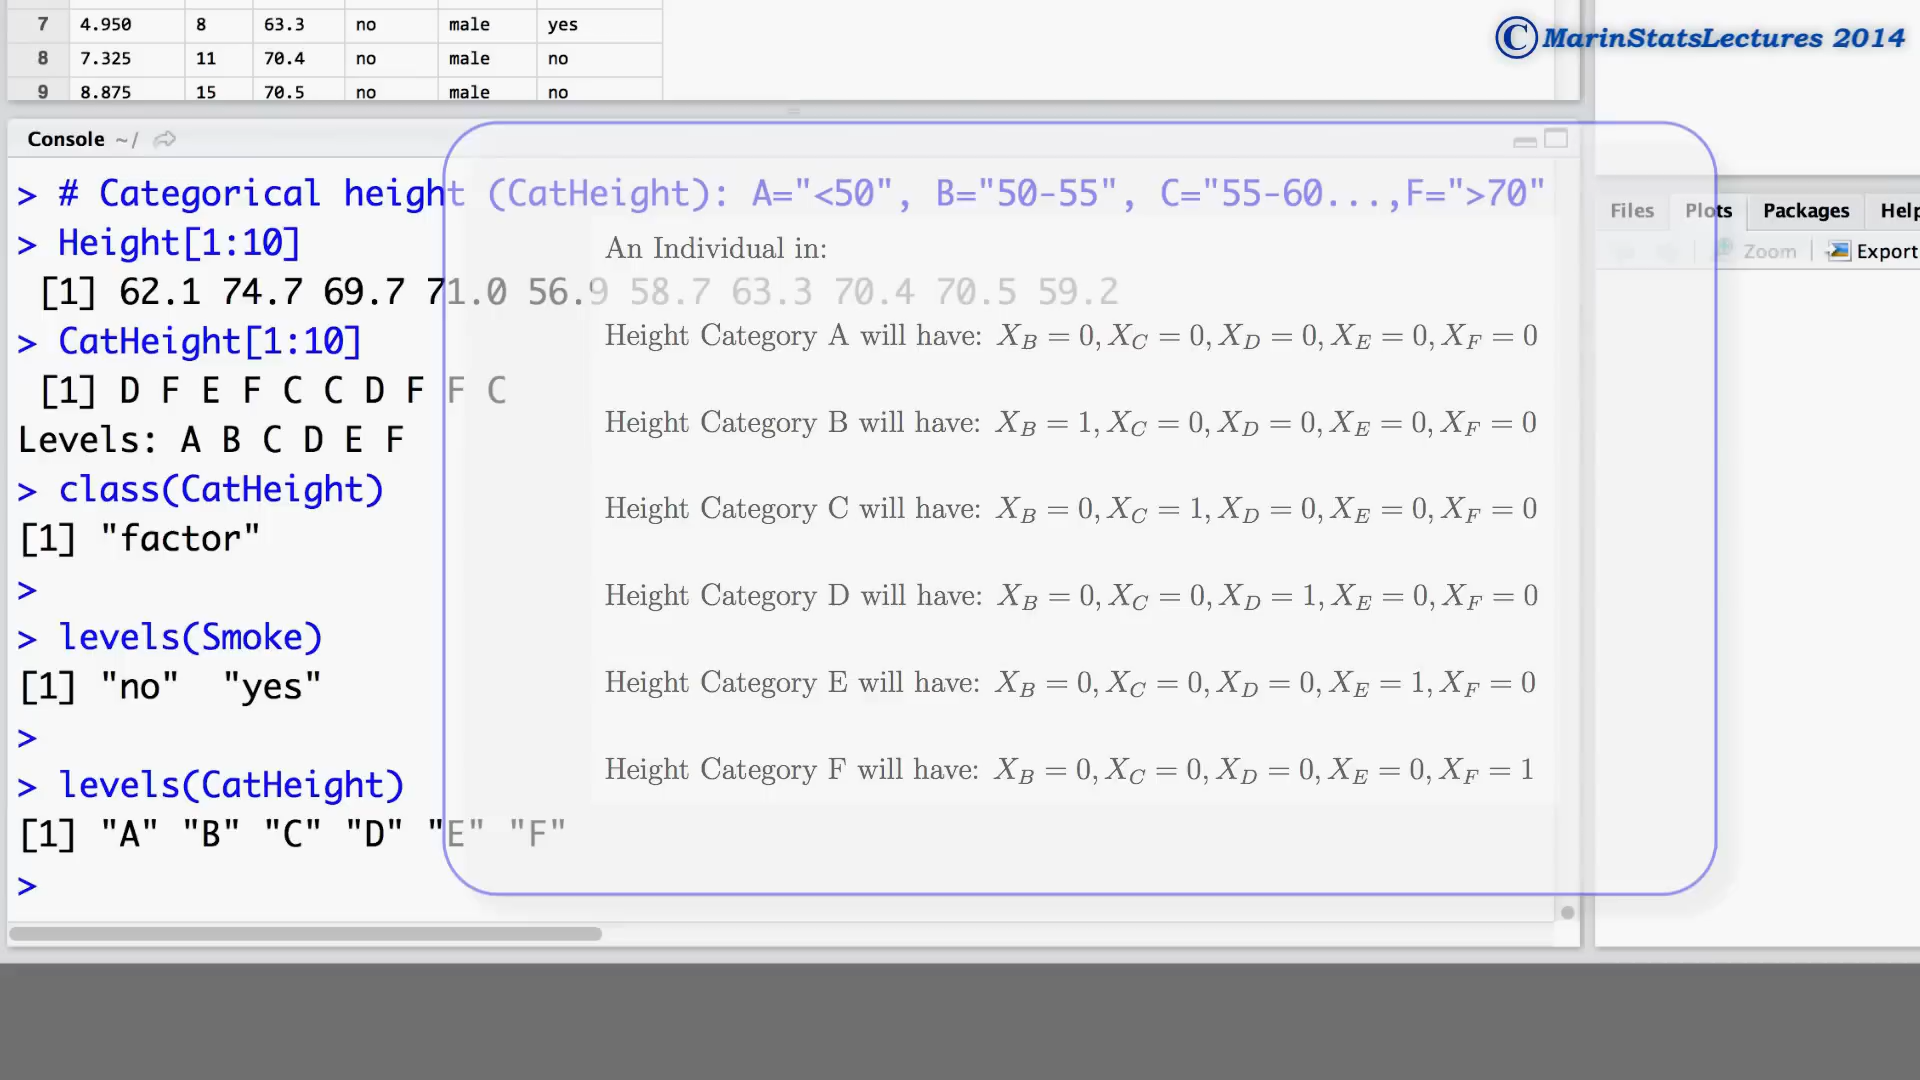 7 4.950 8 63.3 no male yes
8 7.325 11 70.4 no male no
9 8.875 15 70.5 no male no
© MarinStatsLectures 2014
Console ~/
> # Categorical height (CatHeight): A="<50", B="50-55", C="55-60...,F=">70"
> Height[1:10]
[1] 62.1 74.7 69.7 71.0 56.9 58.7 63.3 70.4 70.5 59.2
> CatHeight[1:10]
[1] D F E F C C D F F C
Levels: A B C D E F
> class(CatHeight)
[1] "factor"
>
> levels(Smoke)
[1] "no" "yes"
>
> levels(CatHeight)
[1] "A" "B" "C" "D" "E" "F"
>
An Individual in:
Height Category A will have: X_B = 0, X_C = 0, X_D = 0, X_E = 0, X_F = 0
Height Category B will have: X_B = 1, X_C = 0, X_D = 0, X_E = 0, X_F = 0
Height Category C will have: X_B = 0, X_C = 1, X_D = 0, X_E = 0, X_F = 0
Height Category D will have: X_B = 0, X_C = 0, X_D = 1, X_E = 0, X_F = 0
Height Category E will have: X_B = 0, X_C = 0, X_D = 0, X_E = 1, X_F = 0
Height Category F will have: X_B = 0, X_C = 0, X_D = 0, X_E = 0, X_F = 1
Files Plots Packages Help
Zoom Export